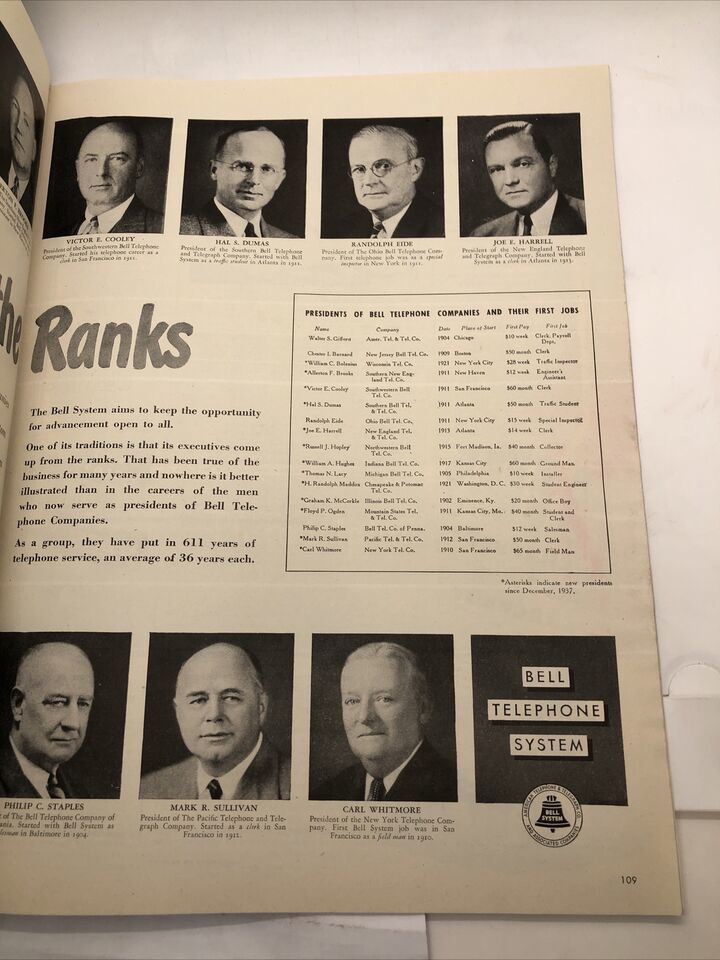 VICTOR E. COOLEY
President of the Southwestern Bell Telephone
Company. Started his telephone career as a
clerk in San Francisco in 1911.
HAL S. DUMAS
President of the Southern Bell Telephone
and Telegraph Company. Started with Bell
System as a traffic student in Atlanta in 1911.
RANDOLPH EIDE
President of The Ohio Bell Telephone Com-
pany. First telephone job was as a special
inspector in New York in 1911.
JOE E. HARRELL
President of the New England Telephone
and Telegraph Company. Started with Bell
System as a clerk in Atlanta in 1913.
the Ranks
The Bell System aims to keep the opportunity
for advancement open to all.
One of its traditions is that its executives come
up from the ranks. That has been true of the
business for many years and nowhere is it better
illustrated than in the careers of the men
who now serve as presidents of Bell Tele-
phone Companies.
As a group, they have put in 611 years of
telephone service, an average of 36 years each.
PRESIDENTS OF BELL TELEPHONE COMPANIES AND THEIR FIRST JOBS
Name Company Date Place of Start First Pay First Job
Walter S. Gifford Amer. Tel. & Tel. Co. 1904 Chicago $10 week Clerk, Payroll
Dept.
Chester I. Barnard New Jersey Bell Tel. Co. 1909 Boston $50 month Clerk
*William C. Bolenius Wisconsin Tel. Co. 1921 New York City $28 week Traffic Inspector
*Allerton F. Brooks Southern New Eng- 1911 New Haven $12 week Engineer's
land Tel. Co. Assistant
*Victor E. Cooley Southwestern Bell 1911 San Francisco $60 month Clerk
Tel. Co.
*Hal S. Dumas Southern Bell Tel. 1911 Atlanta $50 month Traffic Student
& Tel. Co.
Randolph Eide Ohio Bell Tel. Co. 1911 New York City $15 week Special Inspector
*Joe E. Harrell New England Tel. 1913 Atlanta $14 week Clerk
& Tel. Co.
*Russell J. Hopley Northwestern Bell 1915 Fort Madison, Ia. $40 month Collector
Tel. Co.
*William A. Hughes Indiana Bell Tel. Co. 1917 Kansas City $60 month Ground Man
*Thomas N. Lacy Michigan Bell Tel. Co. 1905 Philadelphia $10 week Installer
*H. Randolph Maddox Chesapeake & Potomac 1921 Washington, D. C. $30 week Student Engineer
Tel. Co.
*Graham K. McCorkle Illinois Bell Tel. Co. 1902 Eminence, Ky. $20 month Office Boy
*Floyd P. Ogden Mountain States Tel. 1911 Kansas City, Mo. $40 month Student and
& Tel. Co. Clerk
Philip C. Staples Bell Tel. Co. of Penna. 1904 Baltimore $12 week Salesman
*Mark R. Sullivan Pacific Tel. & Tel. Co. 1912 San Francisco $50 month Clerk
*Carl Whitmore New York Tel. Co. 1910 San Francisco $65 month Field Man
*Asterisks indicate new presidents
since December, 1937.
PHILIP C. STAPLES
of The Bell Telephone Company of
Started with Bell System as
in Baltimore in 1904.
MARK R. SULLIVAN
President of The Pacific Telephone and Tele-
graph Company. Started as a clerk in San
Francisco in 1912.
CARL WHITMORE
President of the New York Telephone Com-
pany. First Bell System job was in San
Francisco as a field man in 1910.
BELL
TELEPHONE
SYSTEM
AMERICAN TELEPHONE & TELEGRAPH CO.
BELL
SYSTEM
AND ASSOCIATED COMPANIES
109